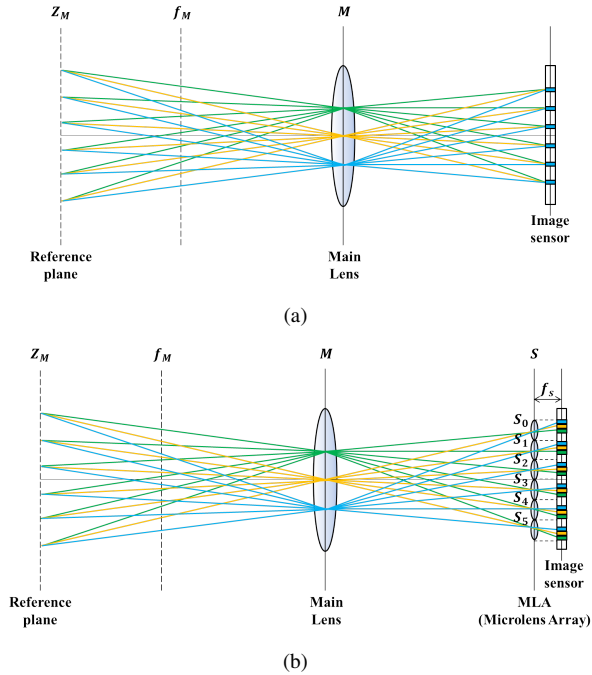 Z_M f_M M
Reference
plane
Main
Lens
Image
sensor
(a)
Z_M f_M M S
f_s
S_0
S_1
S_2
S_3
S_4
S_5
Image
sensor
Reference
plane
Main
Lens
MLA
(Microlens Array)
(b)